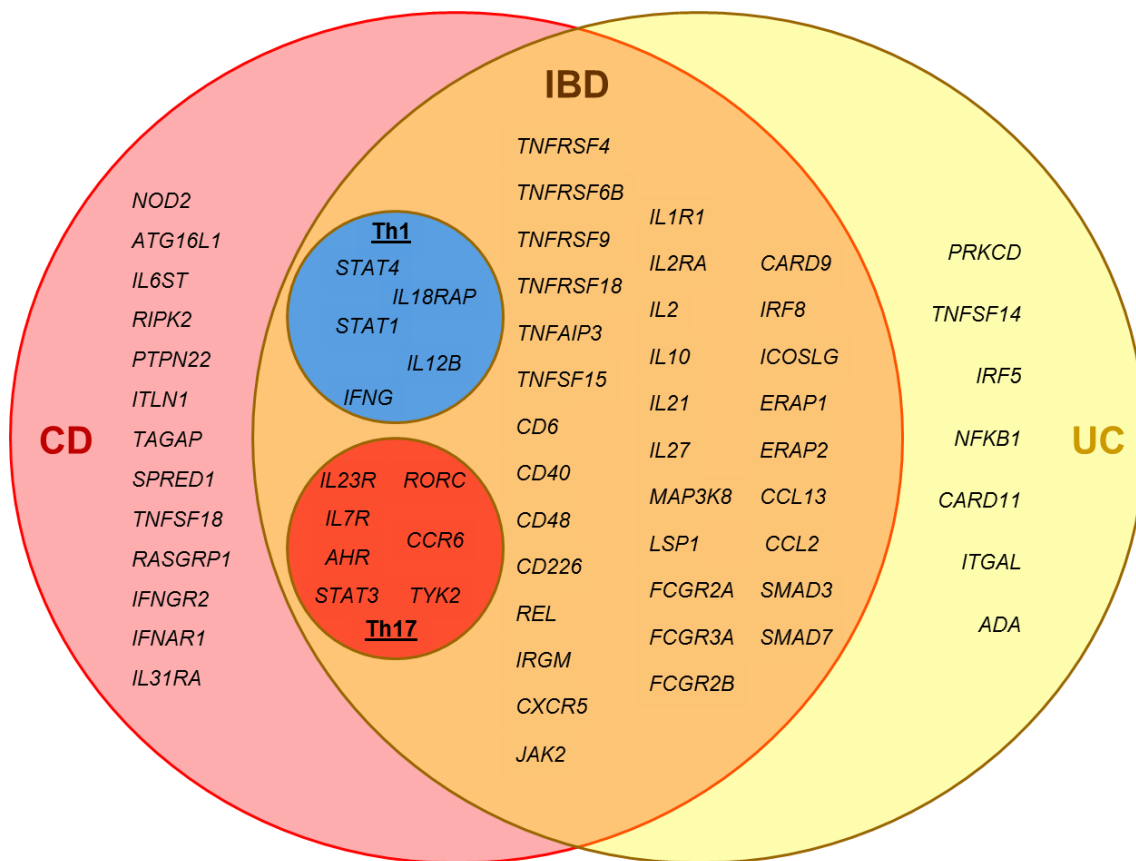 IBD
CD
NOD2
ATG16L1
IL6ST
RIPK2
PTPN22
ITLN1
TAGAP
SPRED1
TNFSF18
RASGRP1
IFNGR2
IFNAR1
IL31RA
Th1
STAT4
IL18RAP
STAT1
IL12B
IFNG
IL23R RORC
IL7R
CCR6
AHR
STAT3 TYK2
Th17
TNFRSF4
TNFRSF6B
TNFRSF9
TNFRSF18
TNFAIP3
TNFSF15
CD6
CD40
CD48
CD226
REL
IRGM
CXCR5
JAK2
IL1R1
IL2RA
IL2
IL10
IL21
IL27
MAP3K8
LSP1
FCGR2A
FCGR3A
FCGR2B
CARD9
IRF8
ICOSLG
ERAP1
ERAP2
CCL13
CCL2
SMAD3
SMAD7
PRKCD
TNFSF14
IRF5
NFKB1
CARD11
ITGAL
ADA
UC